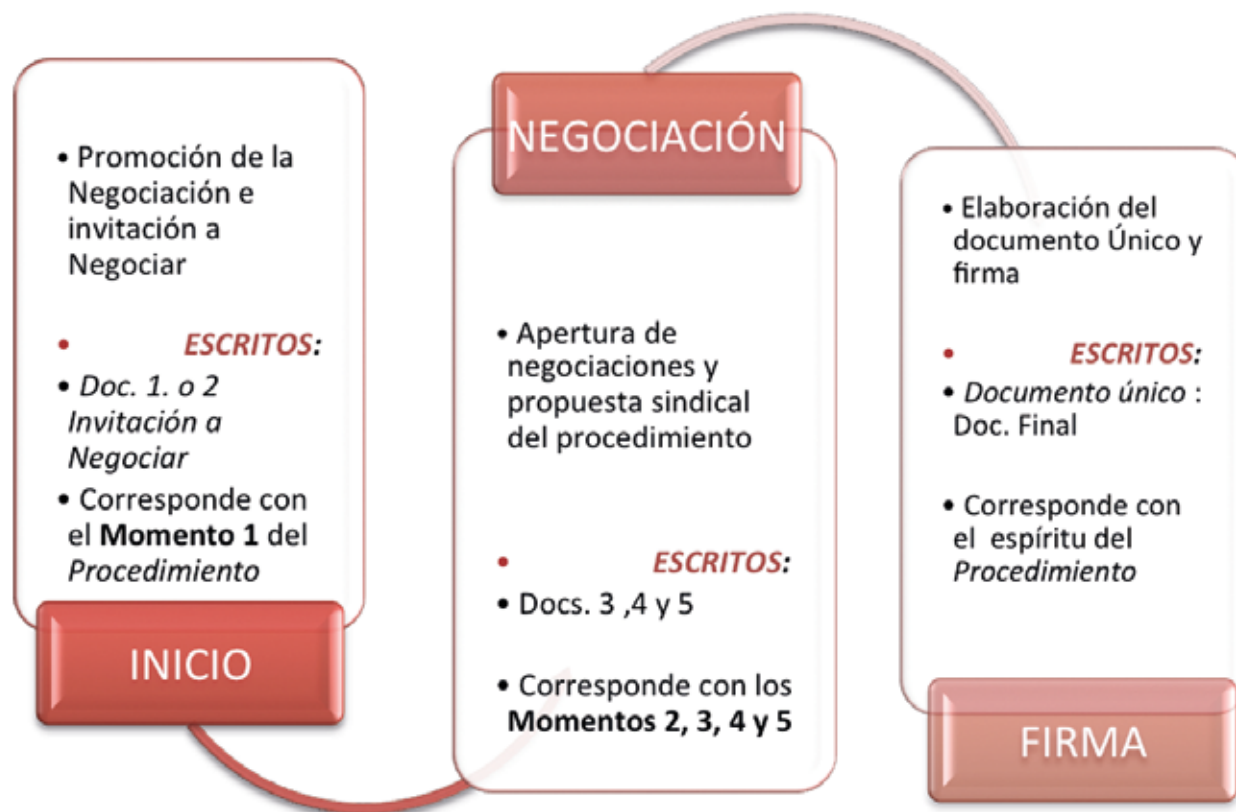 • Promoción de la
Negociación e
invitación a
Negociar
• ESCRITOS:
• Doc. 1. o 2
Invitación a
Negociar
• Corresponde con
el Momento 1 del
Procedimiento
INICIO
NEGOCIACIÓN
• Apertura de
negociaciones y
propuesta sindical
del procedimiento
• ESCRITOS:
• Docs. 3 ,4 y 5
• Corresponde con los
Momentos 2, 3, 4 y 5
• Elaboración del
documento Único y
firma
• ESCRITOS:
• Documento único :
Doc. Final
• Corresponde con
el espíritu del
Procedimiento
FIRMA